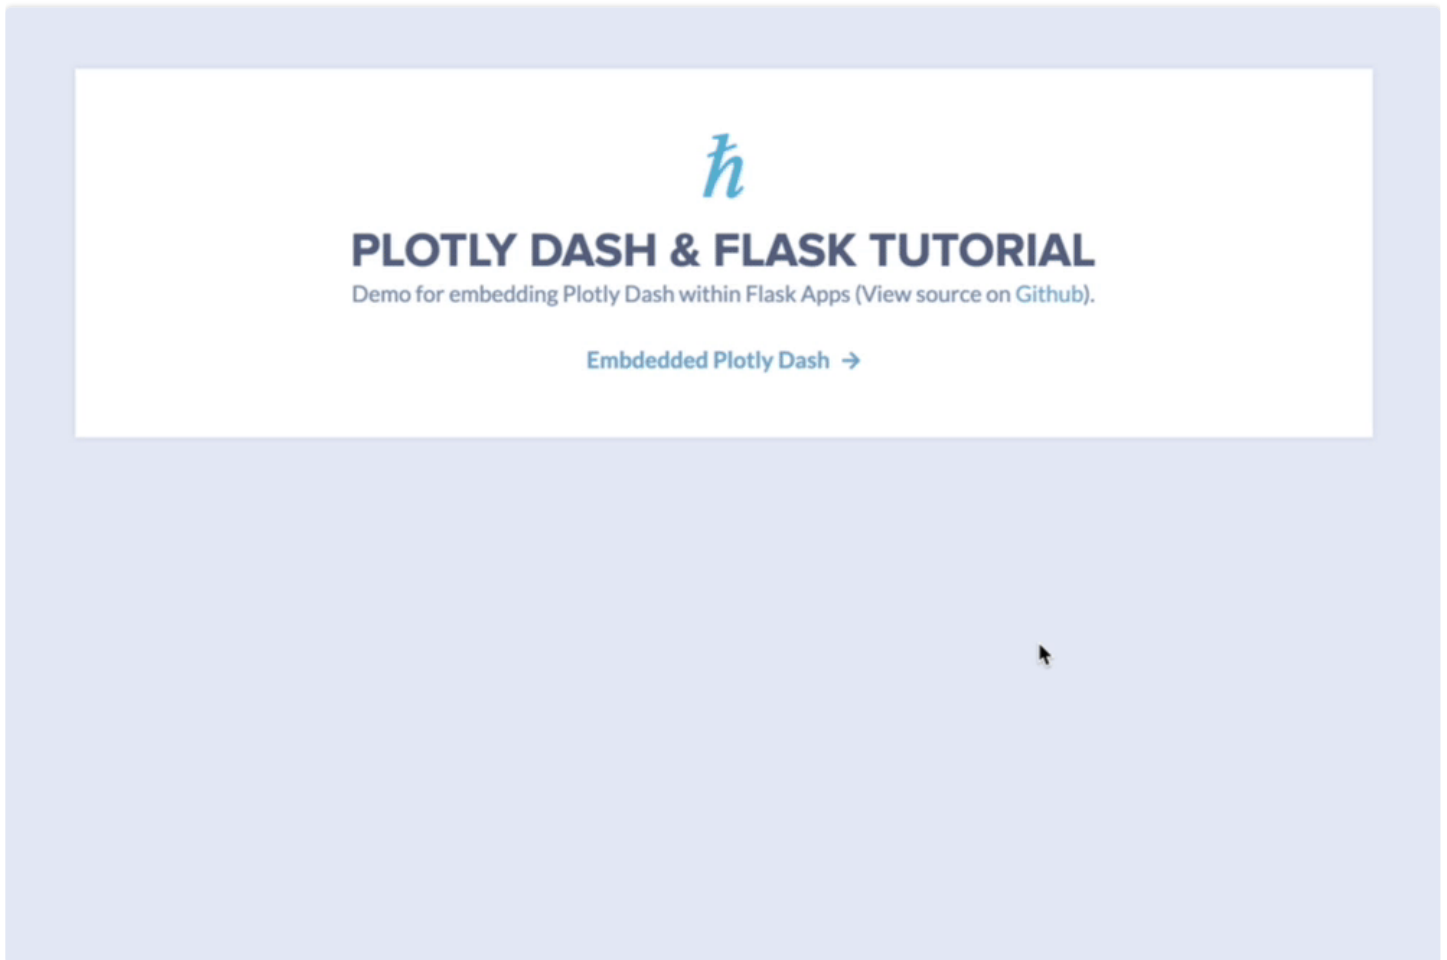 ħ
PLOTLY DASH & FLASK TUTORIAL
Demo for embedding Plotly Dash within Flask Apps (View source on Github).
Embdedded Plotly Dash →